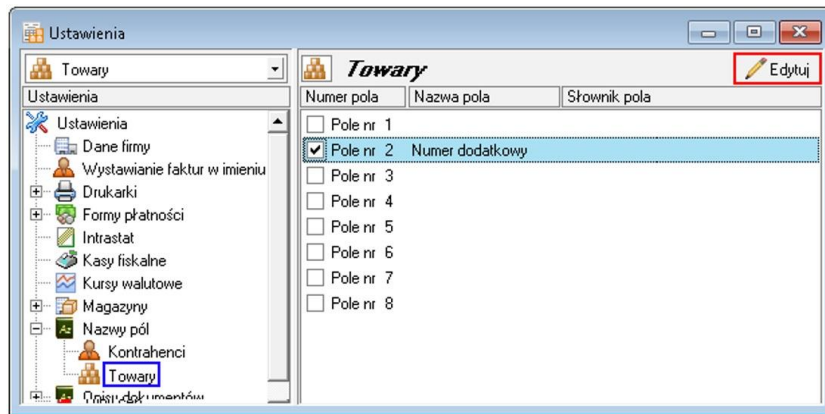 Ustawienia
Towary
Ustawienia
Ustawienia
Dane firmy
Wystawianie faktur w imieniu
Drukarki
Formy płatności
Intrastat
Kasy fiskalne
Kursy walutowe
Magazyny
Nazwy pól
Kontrahenci
Towary
Opisy dokumentów
Towary
Edytuj
Numer pola Nazwa pola Słownik pola
Pole nr 1
Pole nr 2 Numer dodatkowy
Pole nr 3
Pole nr 4
Pole nr 5
Pole nr 6
Pole nr 7
Pole nr 8